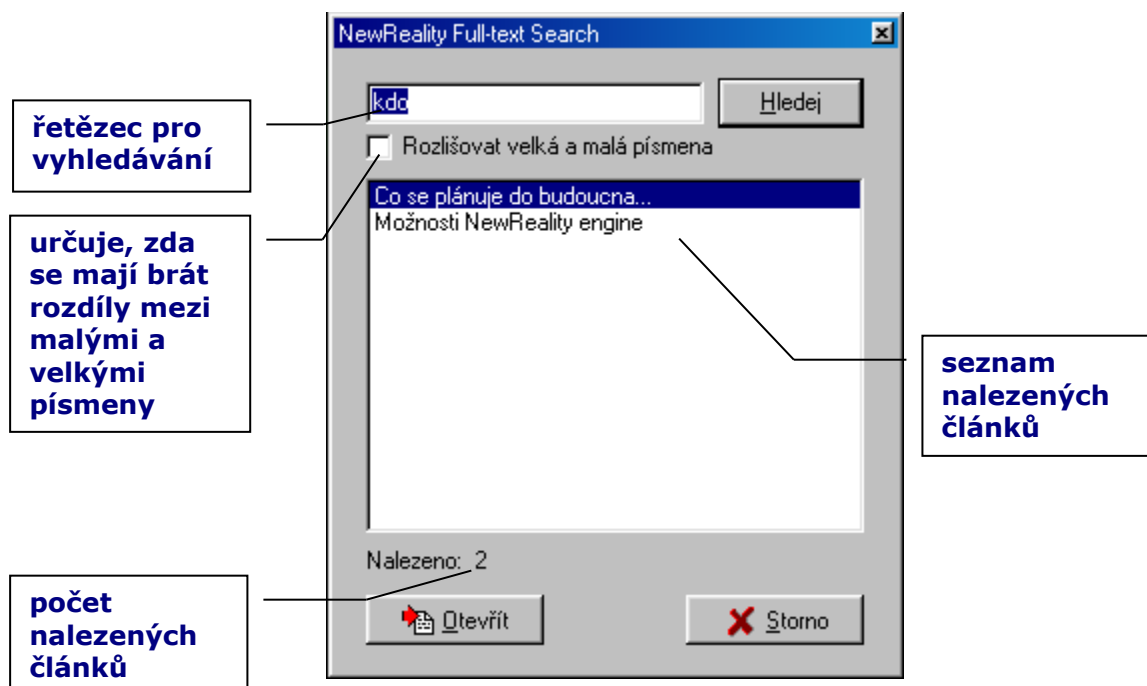 NewReality Full-text Search
kdo
Hledej
řetězec pro
vyhledávání
Rozlišovat velká a malá písmena
Co se plánuje do budoucna...
Možnosti NewReality engine
určuje, zda
se mají brát
rozdíly mezi
malými a
velkými
písmeny
seznam
nalezených
článků
Nalezeno: 2
počet
nalezených
článků
Otevřít
Storno